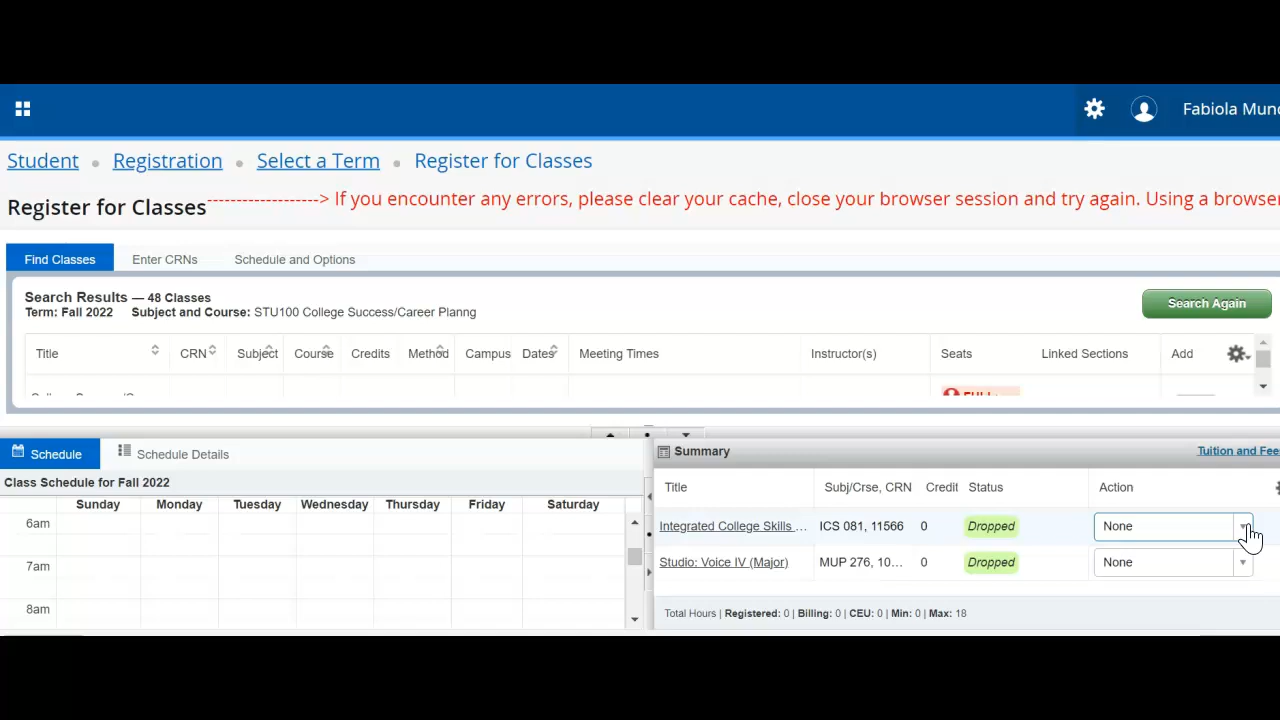 Fabiola Mund
Student Registration Select a Term Register for Classes
Register for Classes -------------------> If you encounter any errors, please clear your cache, close your browser session and try again. Using a browser
Find Classes Enter CRNs Schedule and Options
Search Results — 48 Classes
Term: Fall 2022 Subject and Course: STU100 College Success/Career Planng
Search Again
Title CRN Subject Course Credits Method Campus Dates Meeting Times Instructor(s) Seats Linked Sections Add
FULL
Schedule Schedule Details
Class Schedule for Fall 2022
Sunday Monday Tuesday Wednesday Thursday Friday Saturday
6am
7am
8am
Summary Tuition and Fee
Title Subj/Crse, CRN Credit Status Action
Integrated College Skills ... ICS 081, 11566 0 Dropped None
Studio: Voice IV (Major) MUP 276, 10... 0 Dropped None
Total Hours | Registered: 0 | Billing: 0 | CEU: 0 | Min: 0 | Max: 18